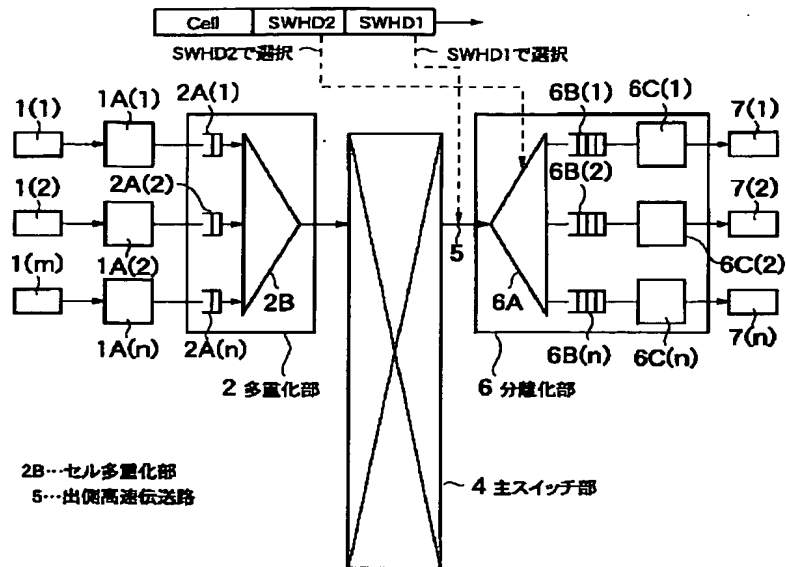 Cell SWHD2 SWHD1
SWHD2で選択 SWHD1で選択
1(1) 1A(1) 2A(1) 6B(1) 6C(1) 7(1)
1(2) 2A(2) 6B(2) 7(2)
1(m) 1A(2) 2B 5 6A 6C(2)
1A(n) 2A(n) 6B(n) 6C(n) 7(n)
2 多重化部 6 分離化部
2B…セル多重化部
5…出側高速伝送路
4 主スイッチ部